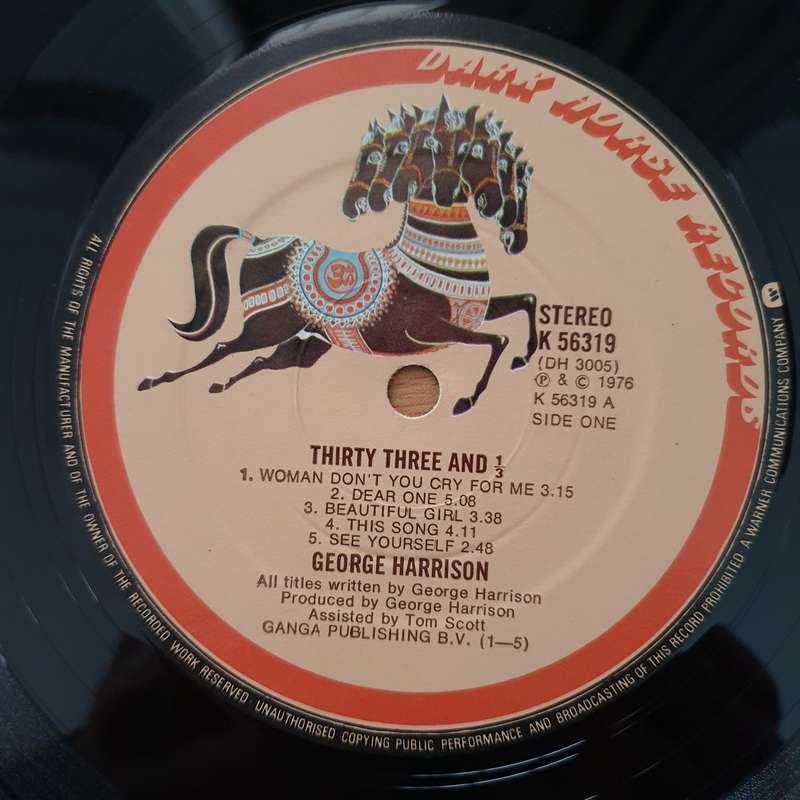 DARK HORSE RECORDS
STEREO
K 56319
(DH 3005)
Ⓟ & © 1976
K 56319 A
SIDE ONE
THIRTY THREE AND 1/3
1. WOMAN DON'T YOU CRY FOR ME 3.15
2. DEAR ONE 5.08
3. BEAUTIFUL GIRL 3.38
4. THIS SONG 4.11
5. SEE YOURSELF 2.48
GEORGE HARRISON
All titles written by George Harrison
Produced by George Harrison
Assisted by Tom Scott
GANGA PUBLISHING B.V. (1—5)
ALL RIGHTS OF THE MANUFACTURER AND OF THE OWNER OF THE RECORDED WORK RESERVED UNAUTHORISED COPYING PUBLIC PERFORMANCE AND BROADCASTING OF THIS RECORD PROHIBITED A WARNER COMMUNICATIONS COMPANY